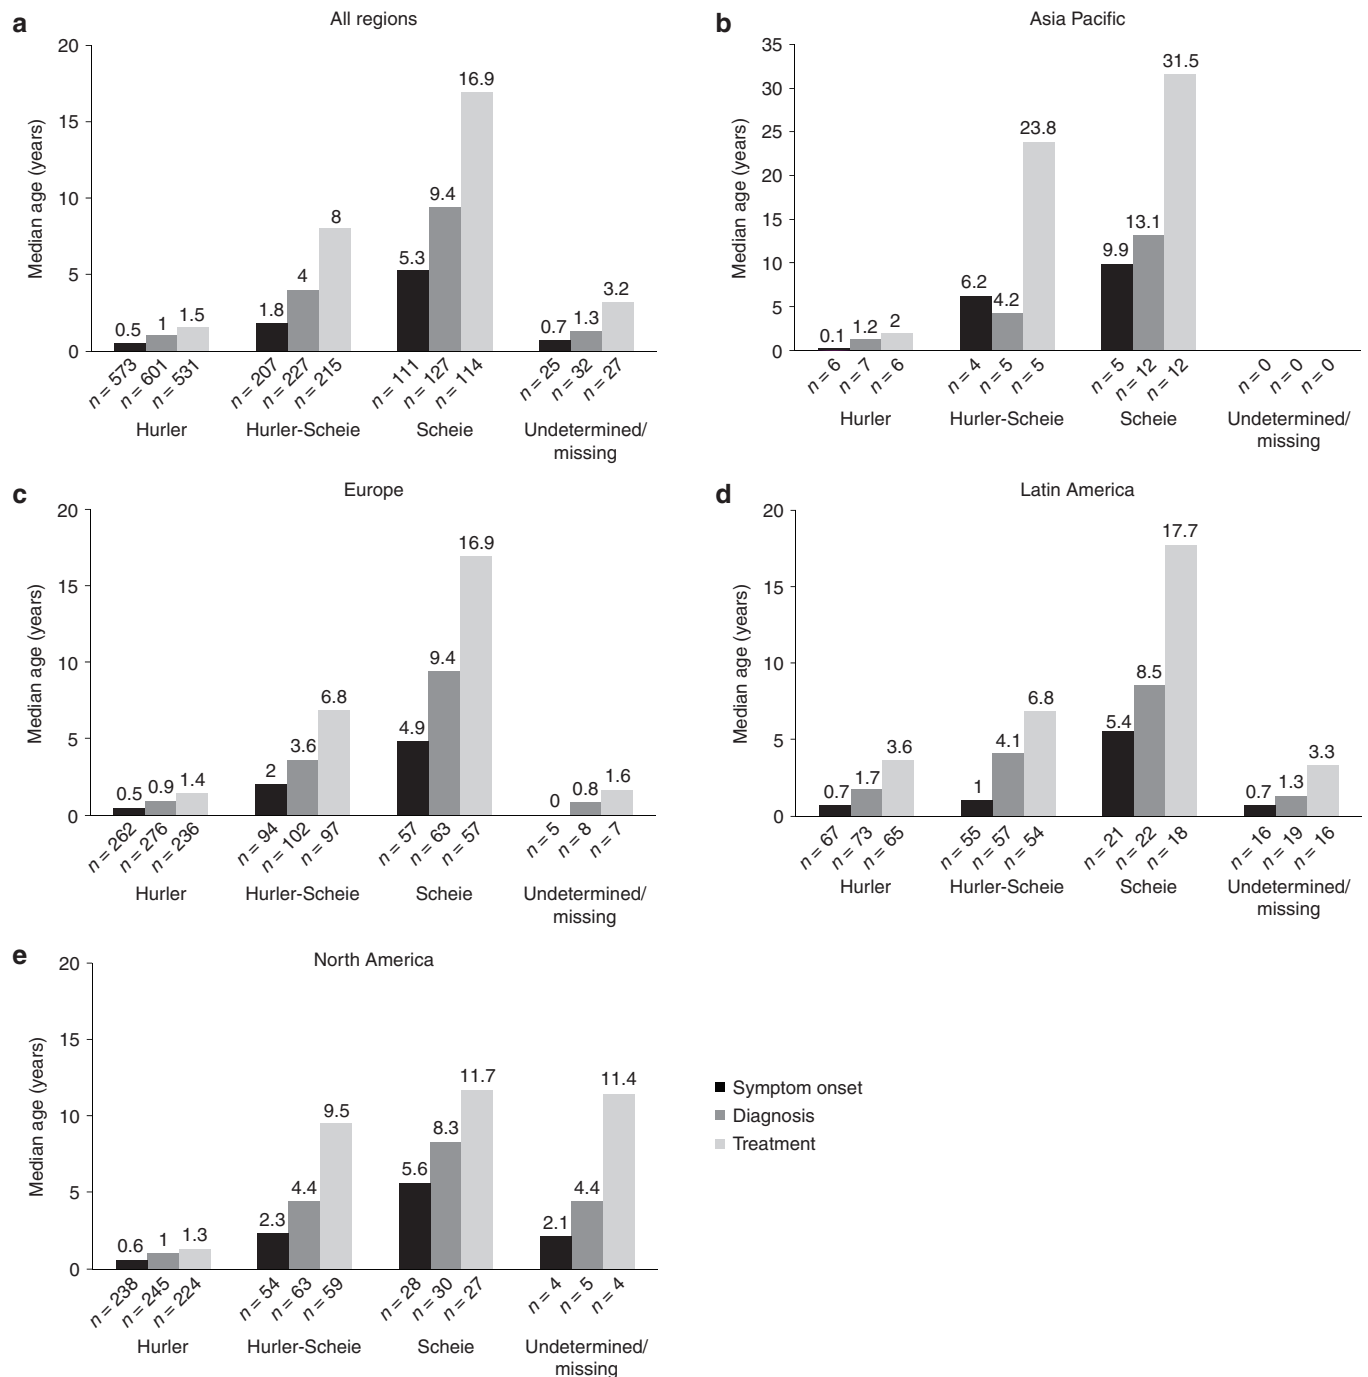 a
All regions
Median age (years)
20
15
10
5
0
0.5
1
1.5
1.8
4
8
5.3
9.4
16.9
0.7
1.3
3.2
n = 573
n = 601
n = 531
n = 207
n = 227
n = 215
n = 111
n = 127
n = 114
n = 25
n = 32
n = 27
Hurler
Hurler-Scheie
Scheie
Undetermined/
missing
b
Asia Pacific
Median age (years)
35
30
25
20
15
10
5
0
0.1
1.2
2
6.2
4.2
23.8
9.9
13.1
31.5
n = 6
n = 7
n = 6
n = 4
n = 5
n = 5
n = 5
n = 12
n = 12
n = 0
n = 0
n = 0
Hurler
Hurler-Scheie
Scheie
Undetermined/
missing
c
Europe
Median age (years)
20
15
10
5
0
0.5
0.9
1.4
2
3.6
6.8
4.9
9.4
16.9
0
0.8
1.6
n = 262
n = 276
n = 236
n = 94
n = 102
n = 97
n = 57
n = 63
n = 57
n = 5
n = 8
n = 7
Hurler
Hurler-Scheie
Scheie
Undetermined/
missing
d
Latin America
Median age (years)
20
15
10
5
0
0.7
1.7
3.6
1
4.1
6.8
5.4
8.5
17.7
0.7
1.3
3.3
n = 67
n = 73
n = 65
n = 55
n = 57
n = 54
n = 21
n = 22
n = 18
n = 16
n = 19
n = 16
Hurler
Hurler-Scheie
Scheie
Undetermined/
missing
e
North America
Median age (years)
20
15
10
5
0
0.6
1
1.3
2.3
4.4
9.5
5.6
8.3
11.7
2.1
4.4
11.4
n = 238
n = 245
n = 224
n = 54
n = 63
n = 59
n = 28
n = 30
n = 27
n = 4
n = 5
n = 4
Hurler
Hurler-Scheie
Scheie
Undetermined/
missing
Symptom onset
Diagnosis
Treatment